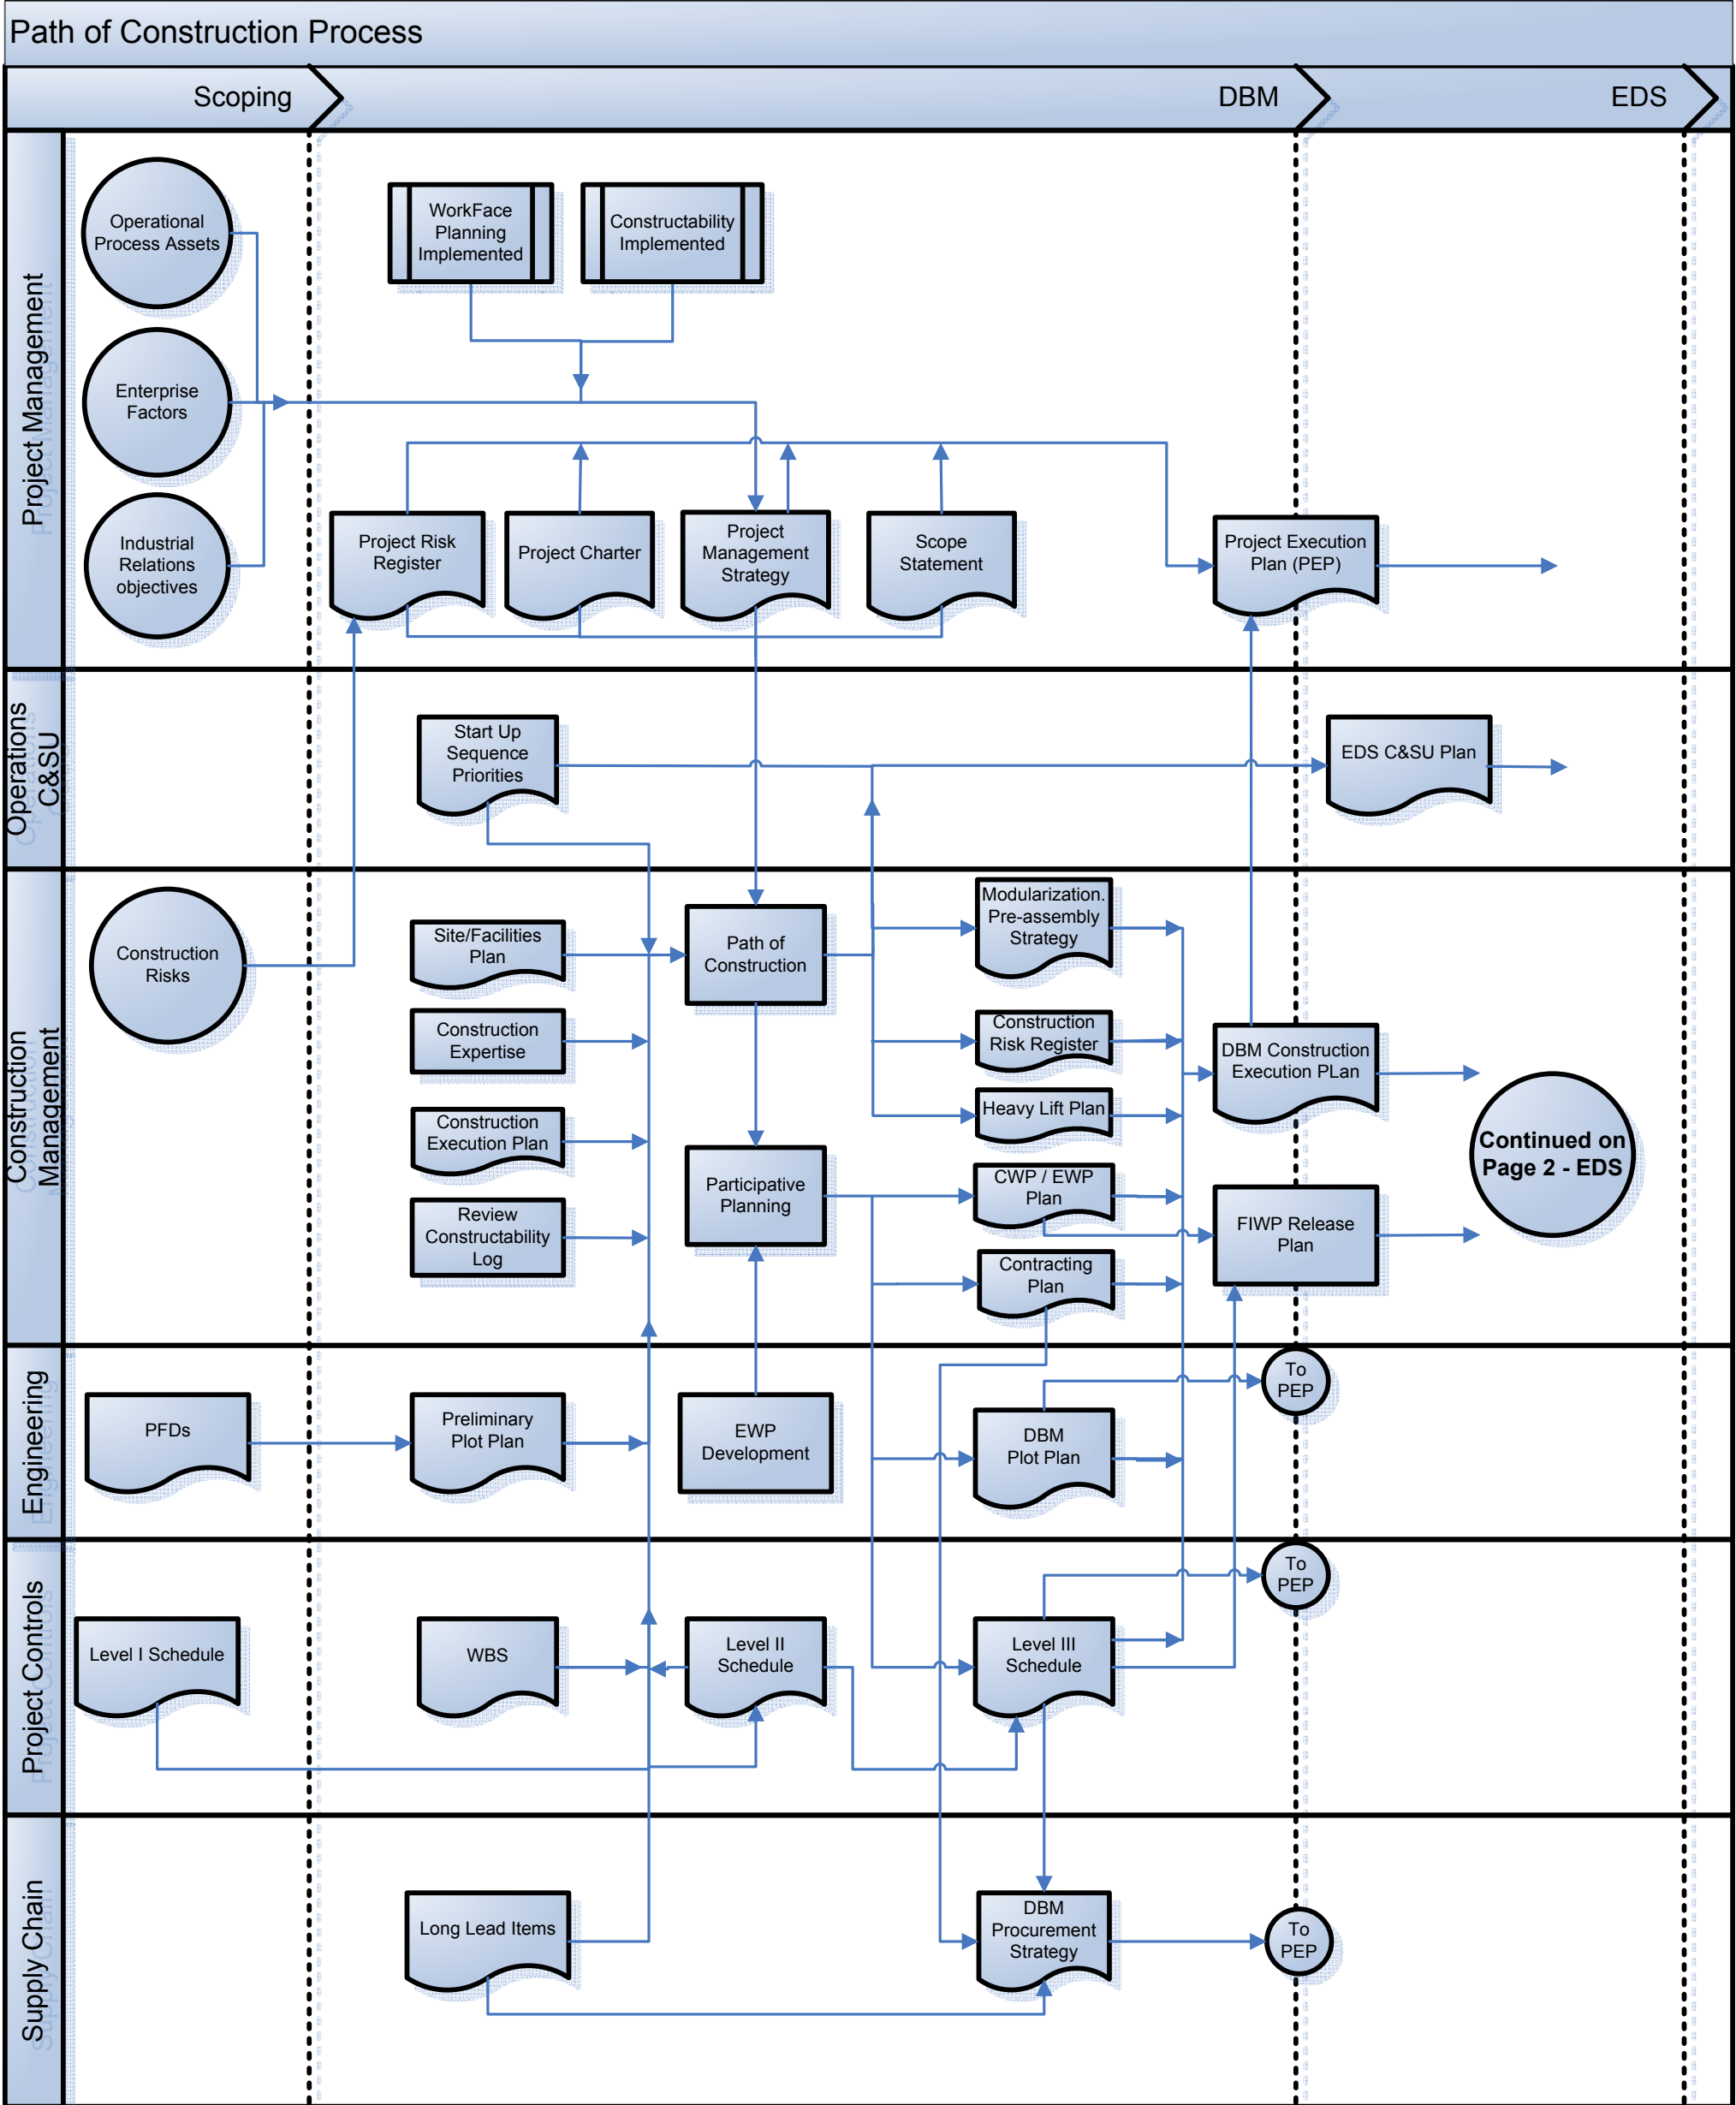 Path of Construction Process
Scoping
DBM
EDS
Project Management
Operational
Process Assets
Enterprise
Factors
Industrial
Relations
objectives
WorkFace
Planning
Implemented
Constructability
Implemented
Project Risk
Register
Project Charter
Project
Management
Strategy
Scope
Statement
Project Execution
Plan (PEP)
Operations
C&SU
Start Up
Sequence
Priorities
EDS C&SU Plan
Construction
Management
Construction
Risks
Site/Facilities
Plan
Construction
Expertise
Construction
Execution Plan
Review
Constructability
Log
Path of
Construction
Participative
Planning
Modularization.
Pre-assembly
Strategy
Construction
Risk Register
Heavy Lift Plan
CWP / EWP
Plan
Contracting
Plan
DBM Construction
Execution PLan
FIWP Release
Plan
Continued on
Page 2 - EDS
Engineering
PFDs
Preliminary
Plot Plan
EWP
Development
DBM
Plot Plan
To
PEP
Project Controls
Level I Schedule
WBS
Level II
Schedule
Level III
Schedule
To
PEP
Supply Chain
Long Lead Items
DBM
Procurement
Strategy
To
PEP